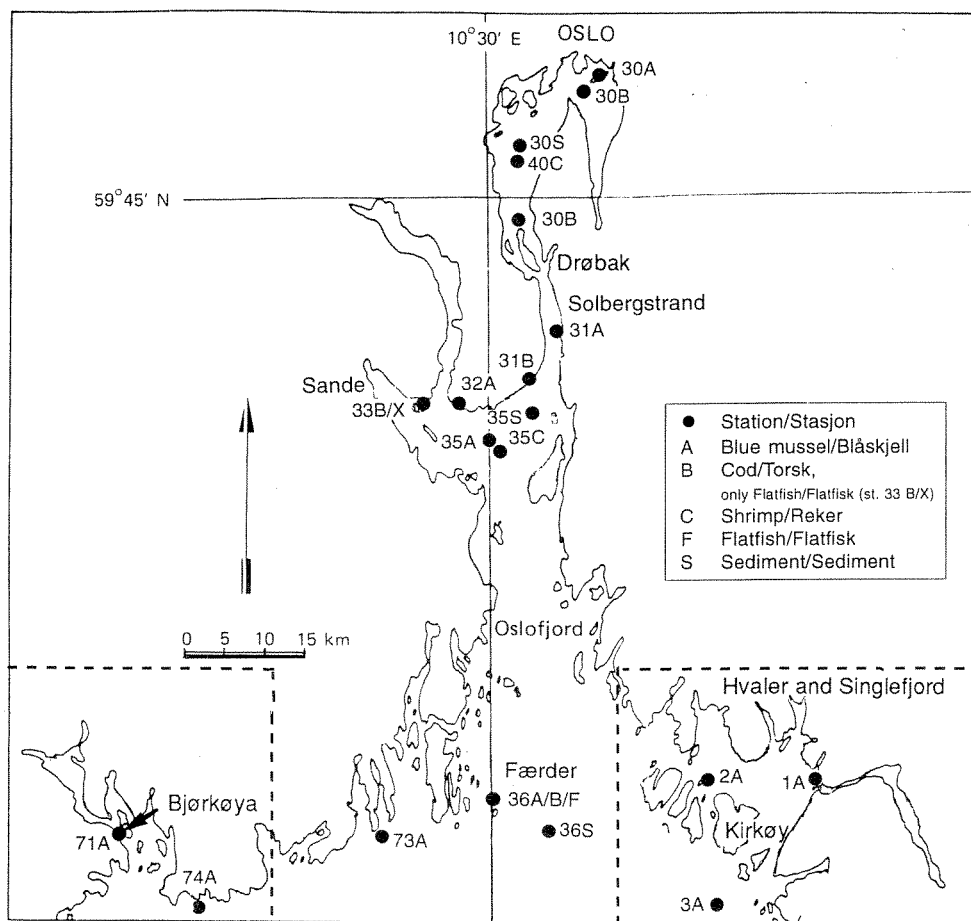 OSLO
10°30′ E
30A
30B
30S
40C
59°45′ N
30B
Drøbak
Solbergstrand
31A
31B
Sande
32A
33B/X
35S
35A
35C
Station/Stasjon
A Blue mussel/Blåskjell
B Cod/Torsk,
only Flatfish/Flatfisk (st. 33 B/X)
C Shrimp/Reker
F Flatfish/Flatfisk
S Sediment/Sediment
Oslofjord
0 5 10 15 km
Hvaler and Singlefjord
Færder
2A
1A
36A/B/F
Bjørkøya
36S
Kirkøy
71A
73A
74A
3A